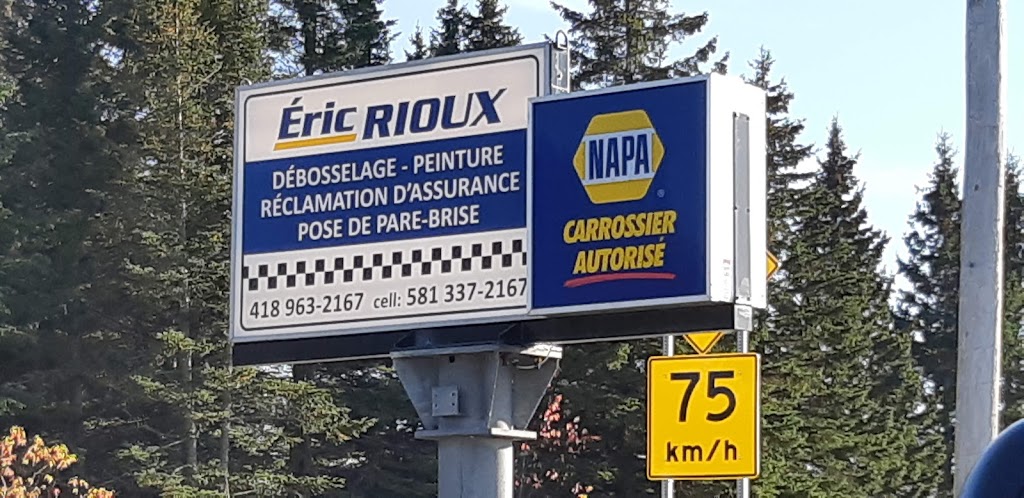 Éric RIOUX
DÉBOSSELAGE - PEINTURE
RÉCLAMATION D'ASSURANCE
POSE DE PARE-BRISE
418 963-2167 cell: 581 337-2167
NAPA
®
CARROSSIER
AUTORISÉ
75
km/h